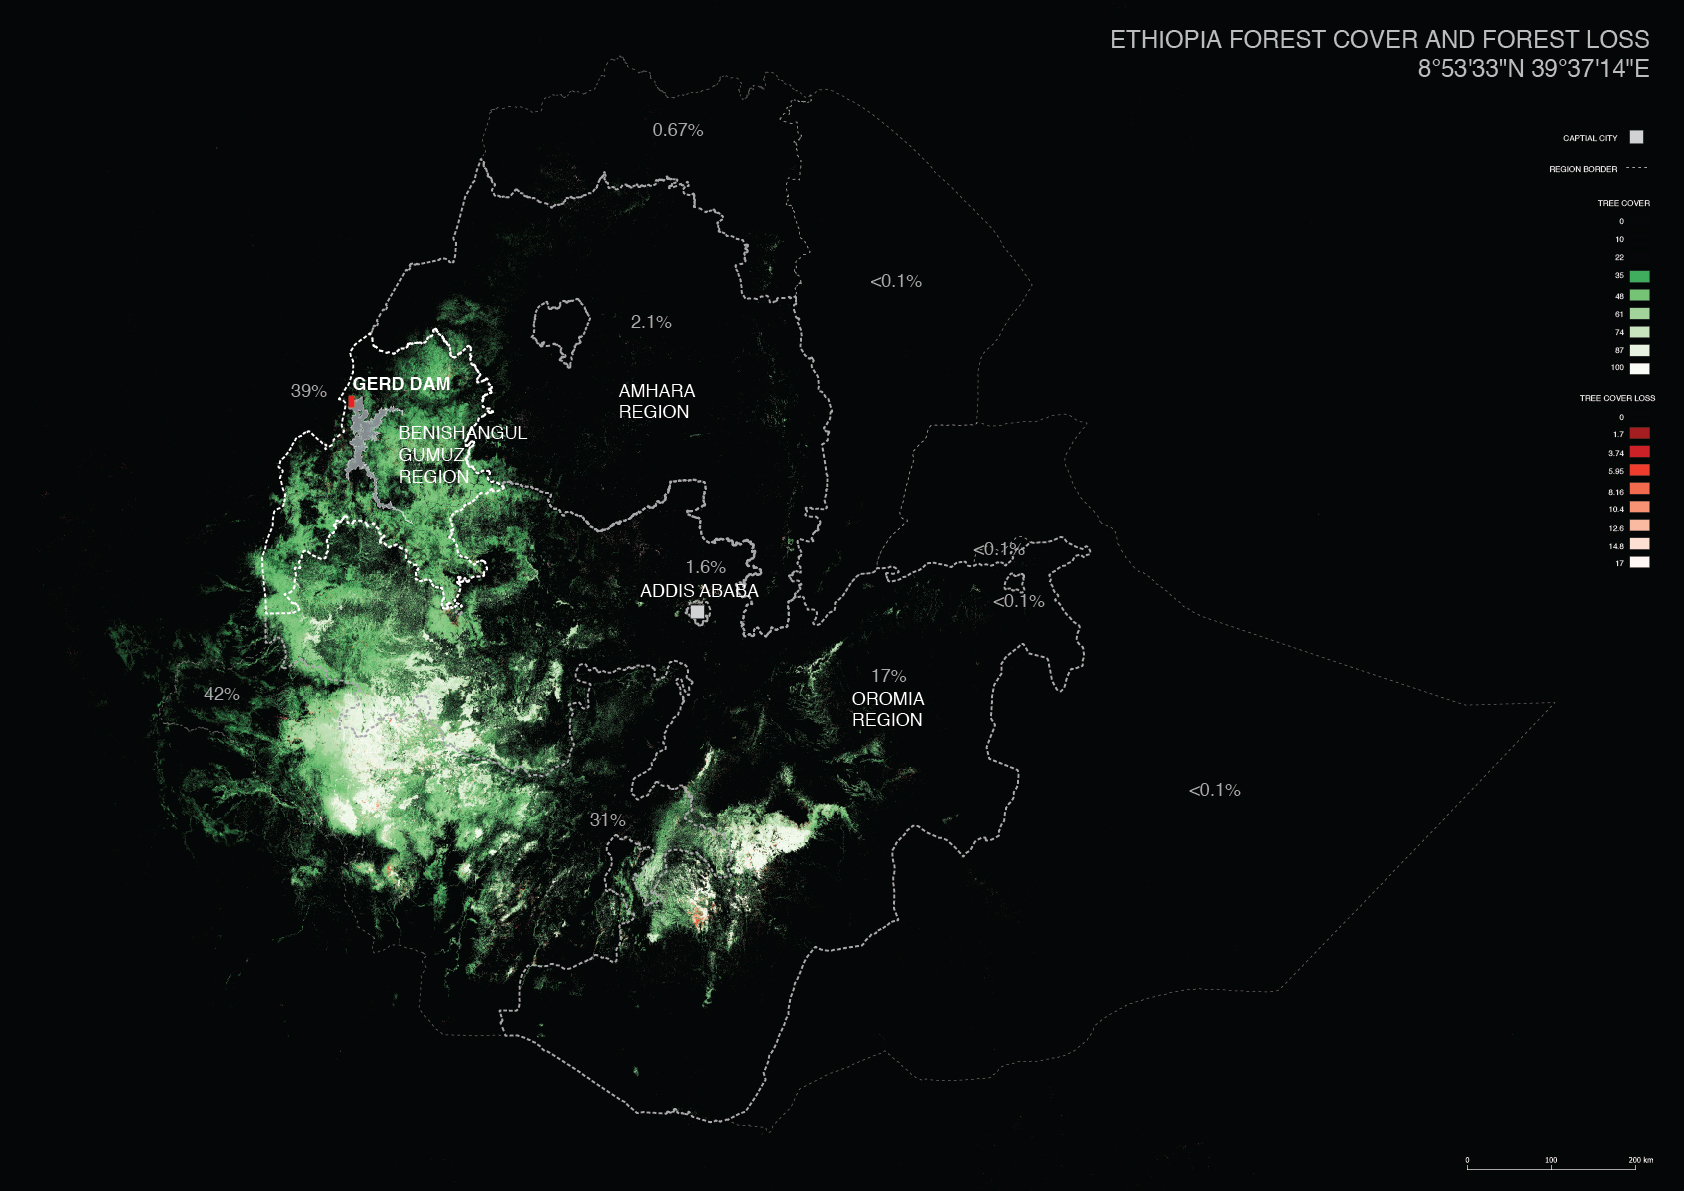 ETHIOPIA FOREST COVER AND FOREST LOSS
8°53'33"N 39°37'14"E
CAPTIAL CITY
REGION BORDER
TREE COVER
0
10
22
35
48
61
74
87
100
TREE COVER LOSS
0
1.7
3.74
5.95
8.16
10.4
12.6
14.8
17
0.67%
<0.1%
2.1%
39%
GERD DAM
AMHARA
REGION
BENISHANGUL
GUMUZ
REGION
<0.1%
1.6%
ADDIS ABABA
<0.1%
17%
OROMIA
REGION
42%
<0.1%
31%
0 100 200 km